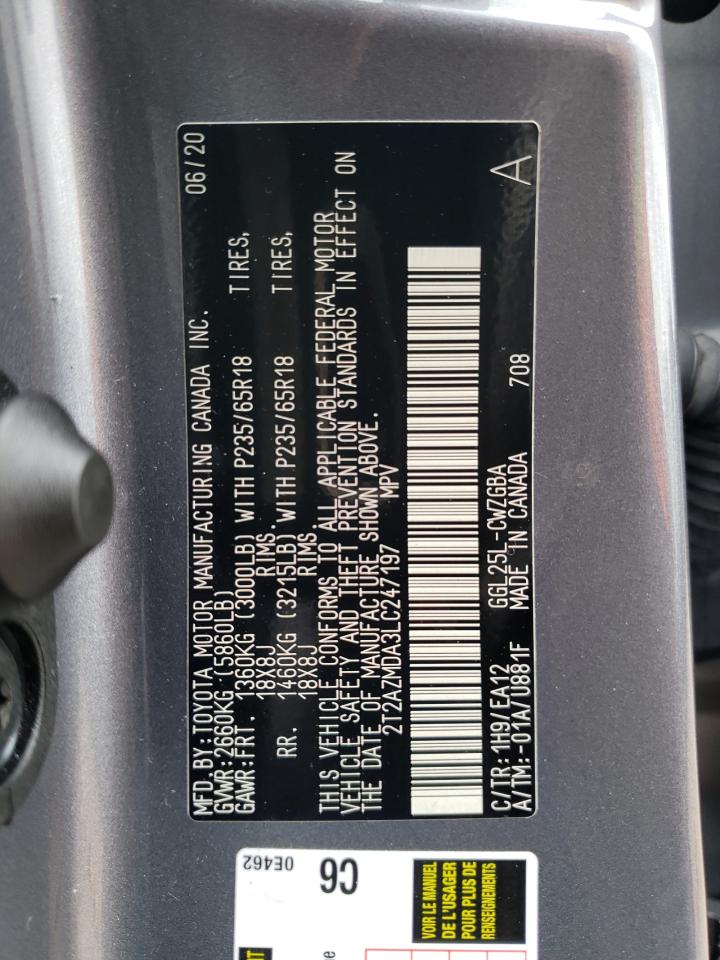 MFD. BY: TOYOTA MOTOR MANUFACTURING CANADA INC. 06/20
GVWR: 2660KG (5860LB)
GAWR: FRT. 1360KG (3000LB) WITH P235/65R18 TIRES,
18X8J RIMS.
RR. 1460KG (3215LB) WITH P235/65R18 TIRES,
18X8J RIMS.
THIS VEHICLE CONFORMS TO ALL APPLICABLE FEDERAL MOTOR
VEHICLE SAFETY AND THEFT PREVENTION STANDARDS IN EFFECT ON
THE DATE OF MANUFACTURE SHOWN ABOVE.
2T2AZMDA3LC247197 MPV
C/TR: 1H9/EA12 GGL25L-CWZGBA
A/TM: -01A/U881F MADE IN CANADA 708 A
0E462
C6
VOIR LE MANUEL
DE L'USAGER
POUR PLUS DE
RENSEIGNEMENTS